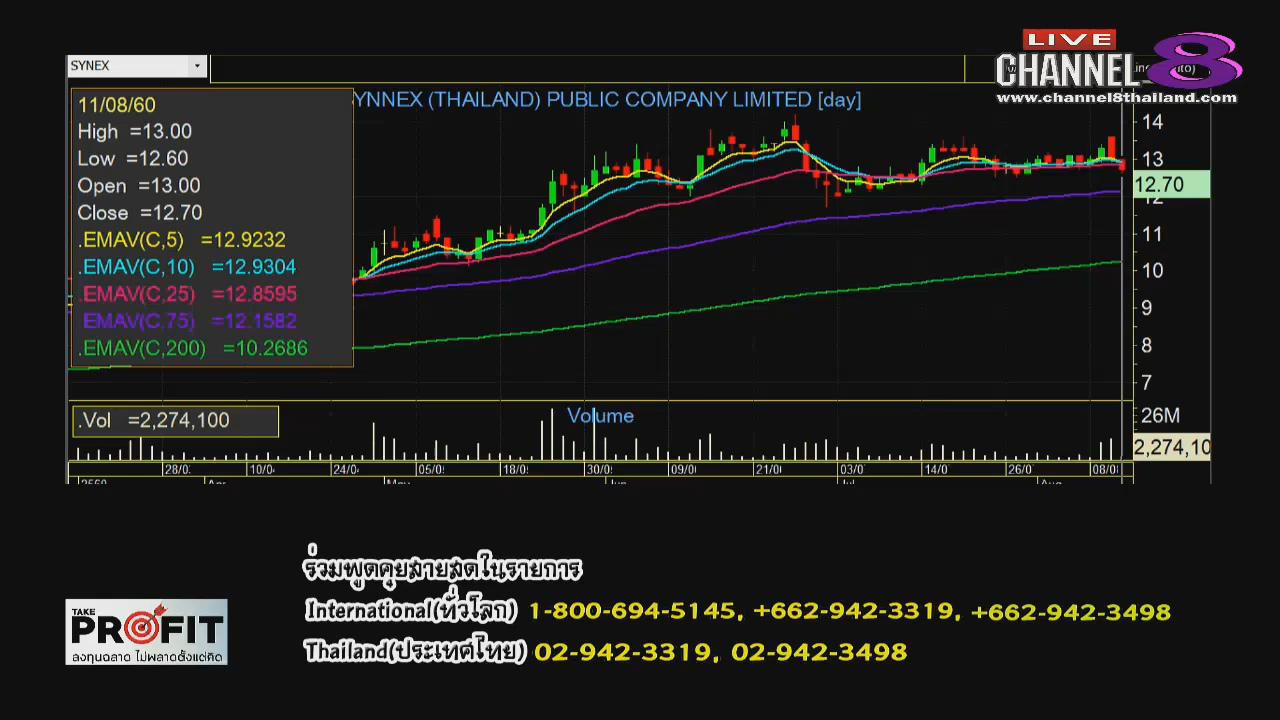 LIVE
CHANNEL 8
www.channel8thailand.com
SYNEX
YNNEX (THAILAND) PUBLIC COMPANY LIMITED [day]
11/08/60
High =13.00
Low =12.60
Open =13.00
Close =12.70
.EMAV(C,5) =12.9232
.EMAV(C,10) =12.9304
.EMAV(C,25) =12.8595
.EMAV(C,75) =12.1582
.EMAV(C,200) =10.2686
14
13
12.70
12
11
10
9
8
7
.Vol =2,274,100
Volume
26M
2,274,10
28/0 10/0 24/0 05/0 18/0 30/0 09/0 21/0 03/0 14/0 26/0 08/0
2560 Apr May Jun Jul Aug
ร่วมพูดคุยสายสดในรายการ
International(ทั่วโลก) 1-800-694-5145, +662-942-3319, +662-942-3498
Thailand(ประเทศไทย) 02-942-3319, 02-942-3498
TAKE
PROFIT
ลงทุนฉลาด ไม่พลาดตั้งแต่คิด